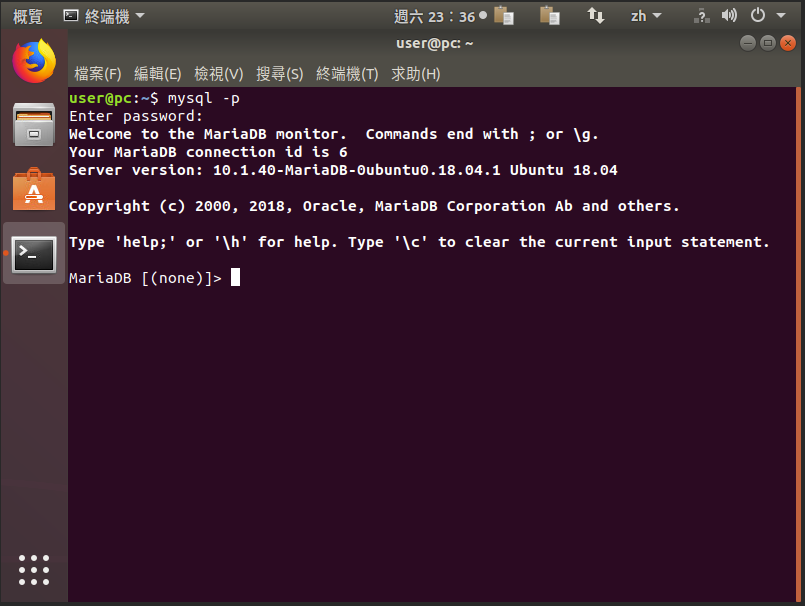 概覽 終端機 週六 23：36 zh
user@pc: ~
檔案(F) 編輯(E) 檢視(V) 搜尋(S) 終端機(T) 求助(H)
user@pc:~$ mysql -p
Enter password:
Welcome to the MariaDB monitor.  Commands end with ; or \g.
Your MariaDB connection id is 6
Server version: 10.1.40-MariaDB-0ubuntu0.18.04.1 Ubuntu 18.04
Copyright (c) 2000, 2018, Oracle, MariaDB Corporation Ab and others.
Type 'help;' or '\h' for help. Type '\c' to clear the current input statement.
MariaDB [(none)]>